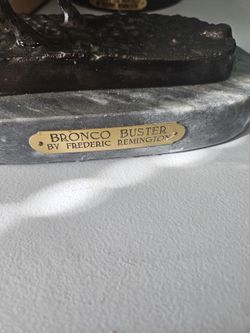 BRONCO BUSTER
BY FREDERIC REMINGTON